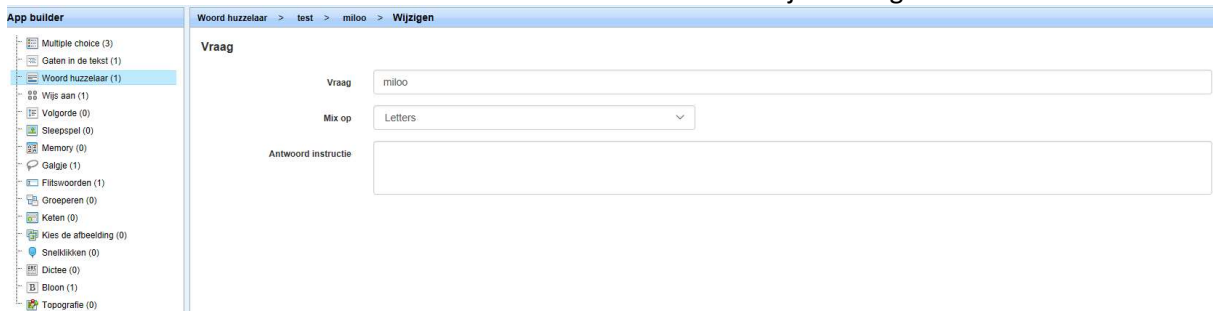 App builder
Woord huzzelaar > test > miloo > Wijzigen
Multiple choice (3)
Gaten in de tekst (1)
Woord huzzelaar (1)
Wijs aan (1)
Volgorde (0)
Sleepspel (0)
Memory (0)
Galgje (1)
Flitswoorden (1)
Groeperen (0)
Keten (0)
Kies de afbeelding (0)
Snelklikken (0)
Dictee (0)
Bloon (1)
Topografie (0)
Vraag
Vraag miloo
Mix op Letters
Antwoord instructie